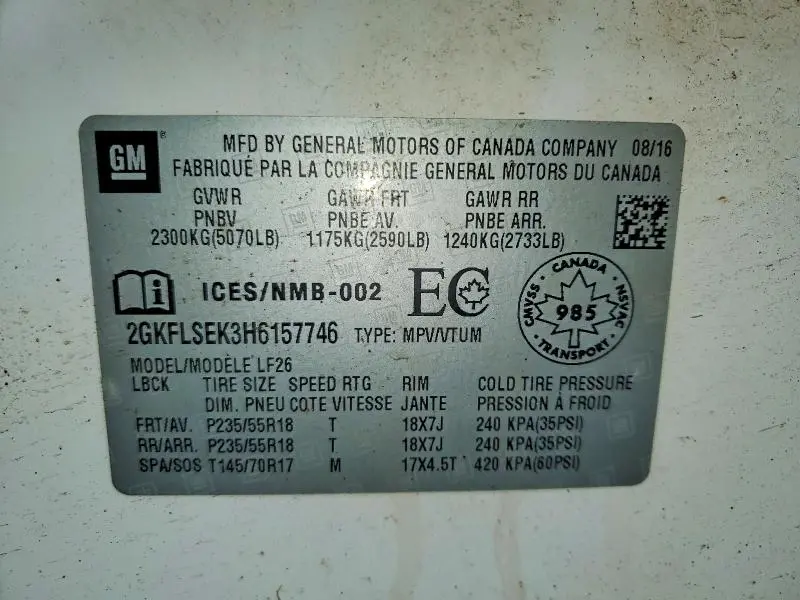 GM ®
MFD BY GENERAL MOTORS OF CANADA COMPANY 08/16
FABRIQUÉ PAR LA COMPAGNIE GENERAL MOTORS DU CANADA
GVWR GAWR FRT GAWR RR
PNBV PNBE AV. PNBE ARR.
2300KG(5070LB) 1175KG(2590LB) 1240KG(2733LB)
i ICES/NMB-002 EC
CANADA
CMVSS 985 NSVAC
TRANSPORT
2GKFLSEK3H6157746 TYPE: MPV/VTUM
MODEL/MODÈLE LF26
LBCK TIRE SIZE SPEED RTG RIM COLD TIRE PRESSURE
DIM. PNEU COTE VITESSE JANTE PRESSION À FROID
FRT/AV. P235/55R18 T 18X7J 240 KPA(35PSI)
RR/ARR. P235/55R18 T 18X7J 240 KPA(35PSI)
SPA/SOS T145/70R17 M 17X4.5T 420 KPA(60PSI)